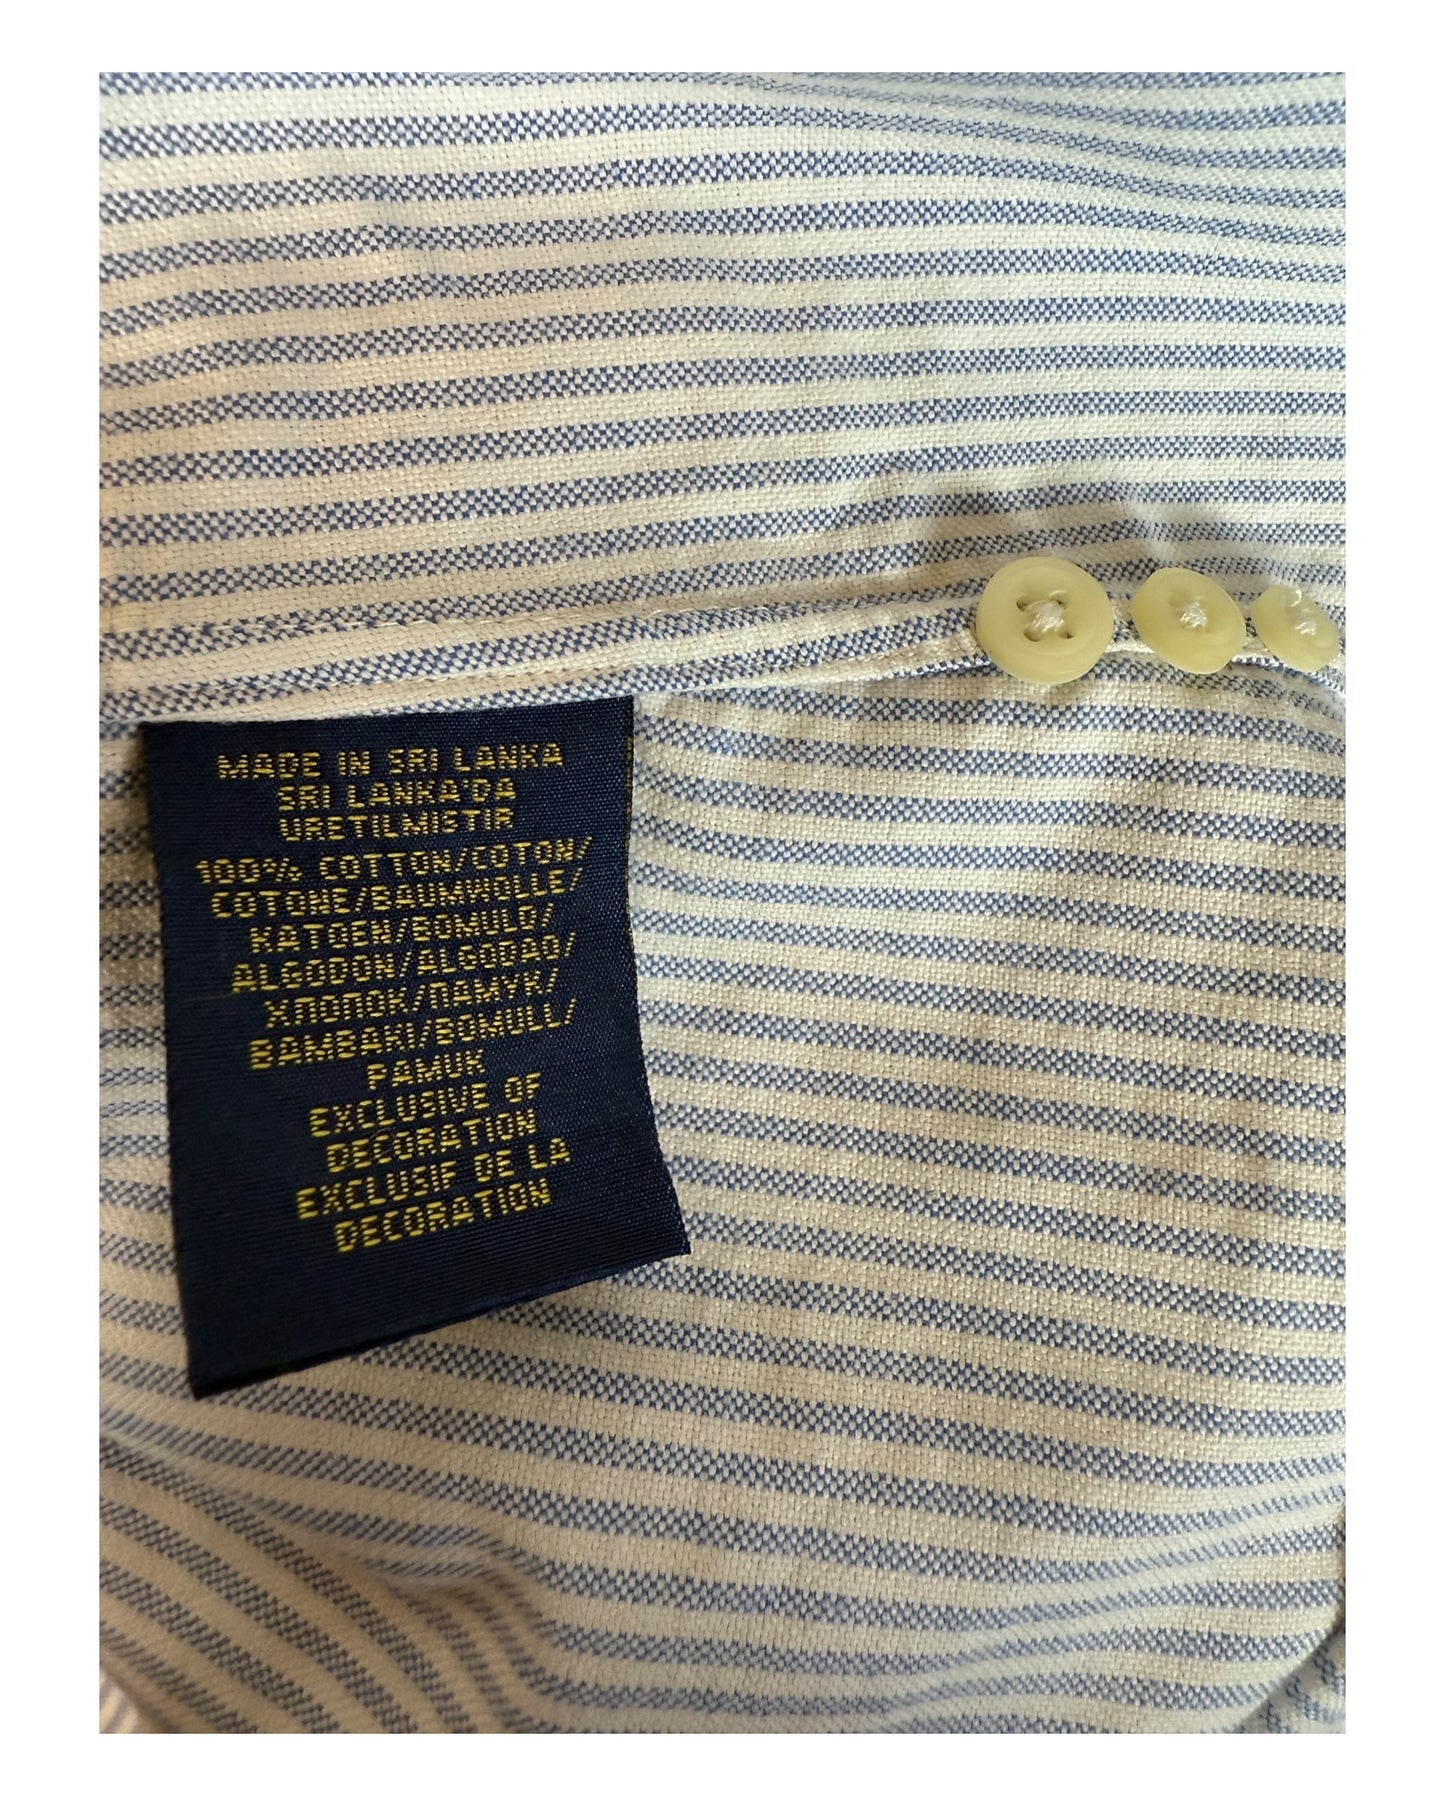 MADE IN SRI LANKA
SRI LANKA'DA
URETILMISTIR
100% COTTON/COTON/
COTONE/BAUMWOLLE/
KATOEN/BOMULD/
ALGODON/ALGODAO/
ХЛОПОК/ПАМУК/
BAMBAKI/BOMULL/
PAMUK
EXCLUSIVE OF
DECORATION
EXCLUSIF DE LA
DECORATION